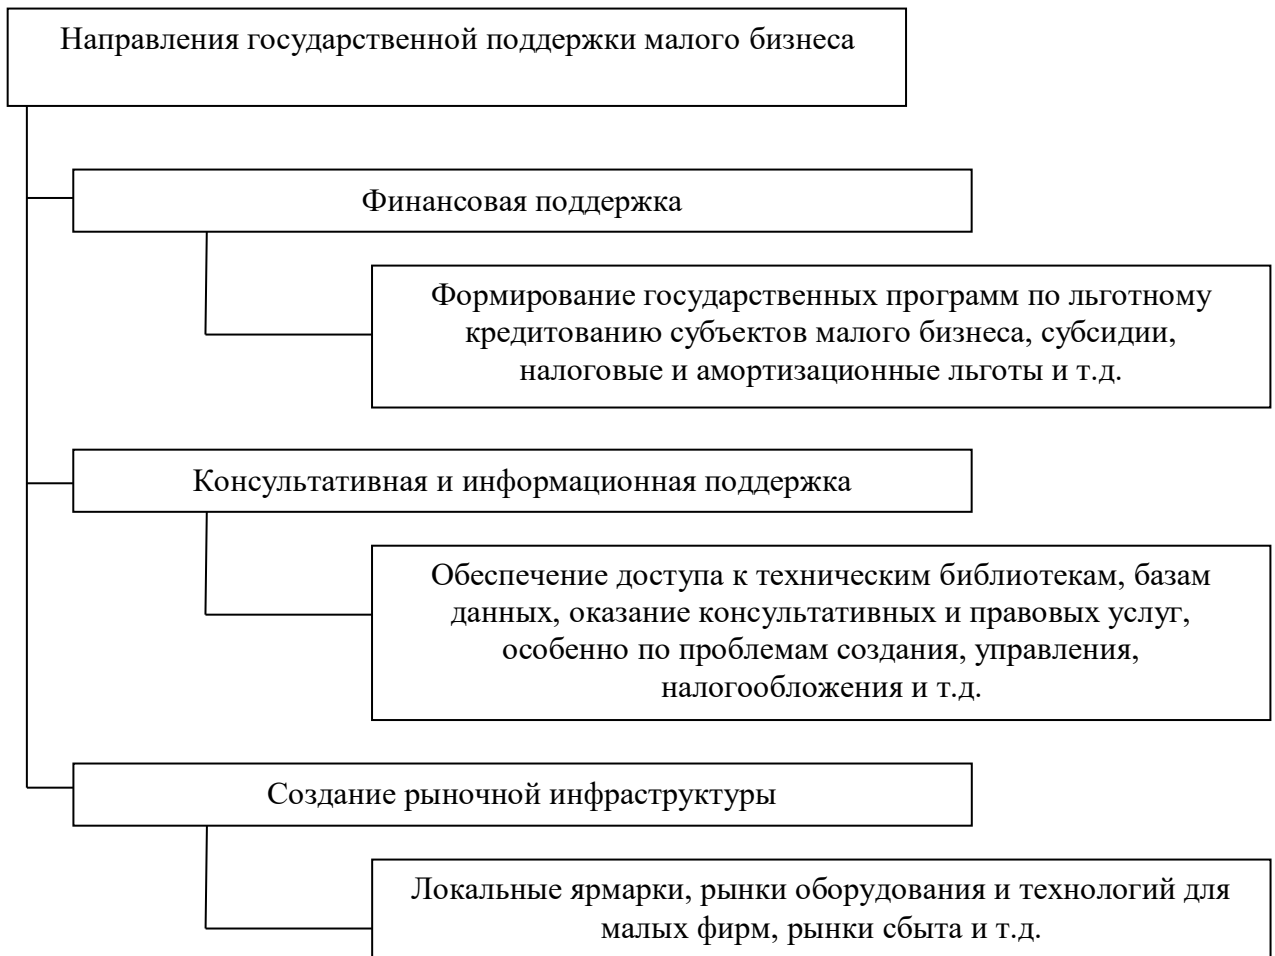 Направления государственной поддержки малого бизнеса
Финансовая поддержка
Формирование государственных программ по льготному
кредитованию субъектов малого бизнеса, субсидии,
налоговые и амортизационные льготы и т.д.
Консультативная и информационная поддержка
Обеспечение доступа к техническим библиотекам, базам
данных, оказание консультативных и правовых услуг,
особенно по проблемам создания, управления,
налогообложения и т.д.
Создание рыночной инфраструктуры
Локальные ярмарки, рынки оборудования и технологий для
малых фирм, рынки сбыта и т.д.